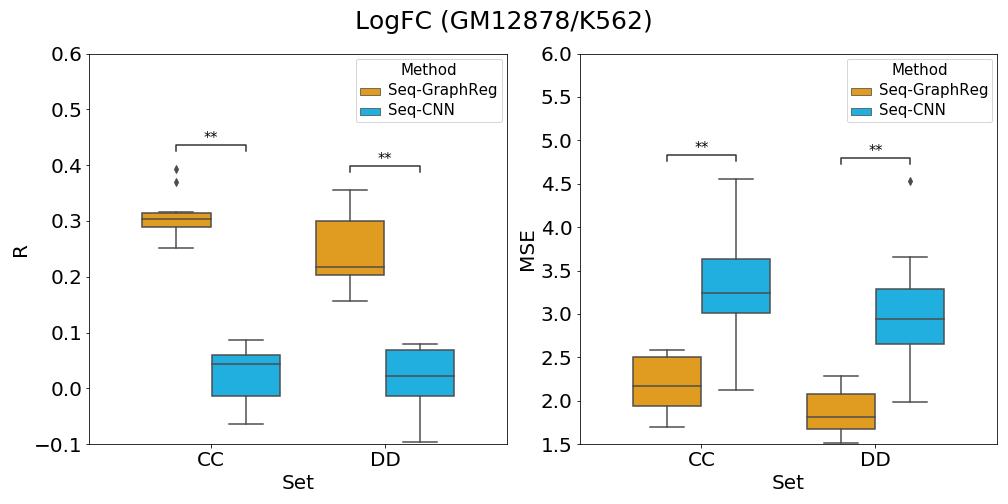 LogFC (GM12878/K562)
0.6
0.5
0.4
0.3
0.2
0.1
0.0
−0.1
R
Method
Seq-GraphReg
Seq-CNN
**
**
CC
DD
Set
6.0
5.5
5.0
4.5
4.0
3.5
3.0
2.5
2.0
1.5
MSE
Method
Seq-GraphReg
Seq-CNN
**
**
CC
DD
Set